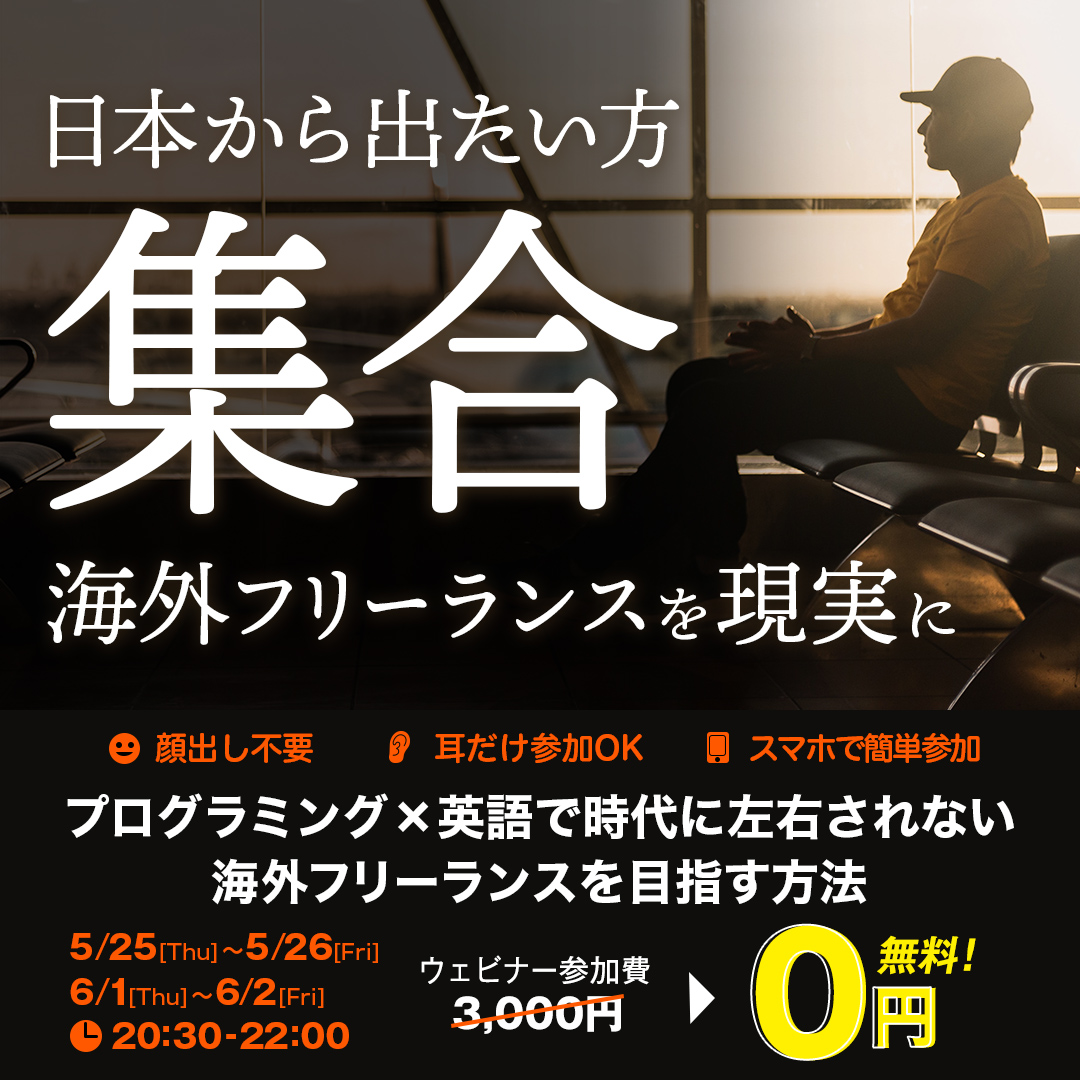 日本から出たい方
集合
海外フリーランスを現実に
顔出し不要 耳だけ参加OK スマホで簡単参加
プログラミング×英語で時代に左右されない
海外フリーランスを目指す方法
5/25[Thu]～5/26[Fri]
6/1[Thu]～6/2[Fri]
20:30-22:00
ウェビナー参加費
3,000円
0円
無料！